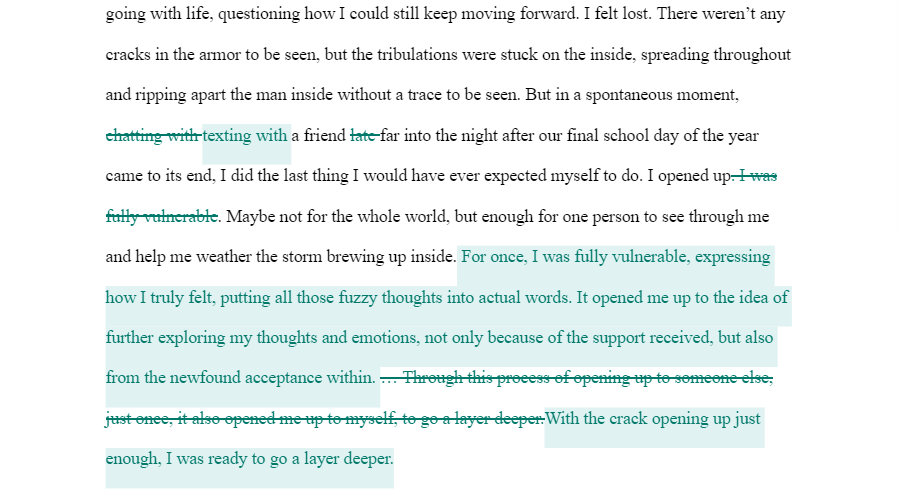 going with life, questioning how I could still keep moving forward. I felt lost. There weren’t any
cracks in the armor to be seen, but the tribulations were stuck on the inside, spreading throughout
and ripping apart the man inside without a trace to be seen. But in a spontaneous moment,
chatting with texting with a friend late far into the night after our final school day of the year
came to its end, I did the last thing I would have ever expected myself to do. I opened up. I was
fully vulnerable. Maybe not for the whole world, but enough for one person to see through me
and help me weather the storm brewing up inside. For once, I was fully vulnerable, expressing
how I truly felt, putting all those fuzzy thoughts into actual words. It opened me up to the idea of
further exploring my thoughts and emotions, not only because of the support received, but also
from the newfound acceptance within. … Through this process of opening up to someone else,
just once, it also opened me up to myself, to go a layer deeper.With the crack opening up just
enough, I was ready to go a layer deeper.